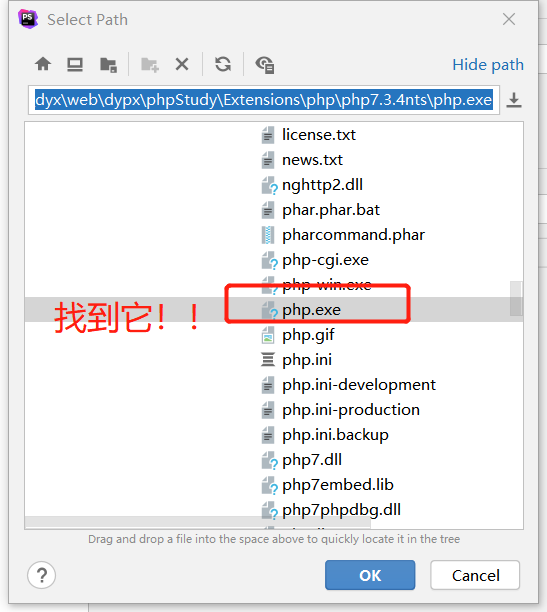 PS Select Path
Hide path
dyx\web\dypx\phpStudy\Extensions\php\php7.3.4nts\php.exe
license.txt
news.txt
nghttp2.dll
phar.phar.bat
pharcommand.phar
php-cgi.exe
php-win.exe
找到它！！
php.exe
php.gif
php.ini
php.ini-development
php.ini-production
php.ini.backup
php7.dll
php7embed.lib
php7phpdbg.dll
Drag and drop a file into the space above to quickly locate it in the tree
?
OK
Cancel